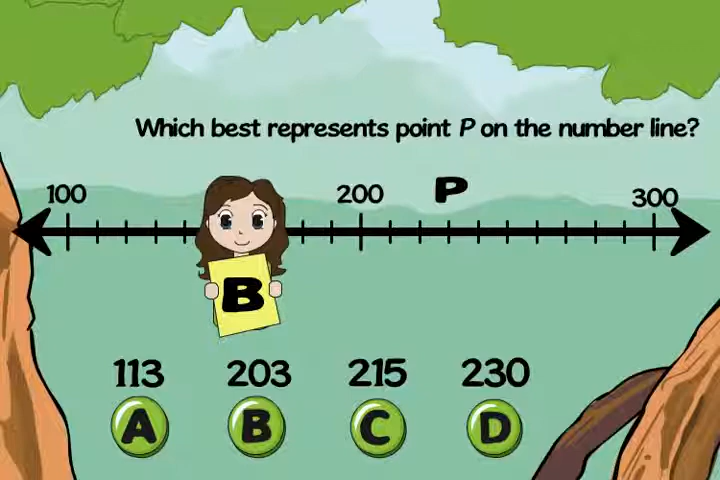 Which best represents point P on the number line?
100 200 P 300
B
113 203 215 230
A B C D